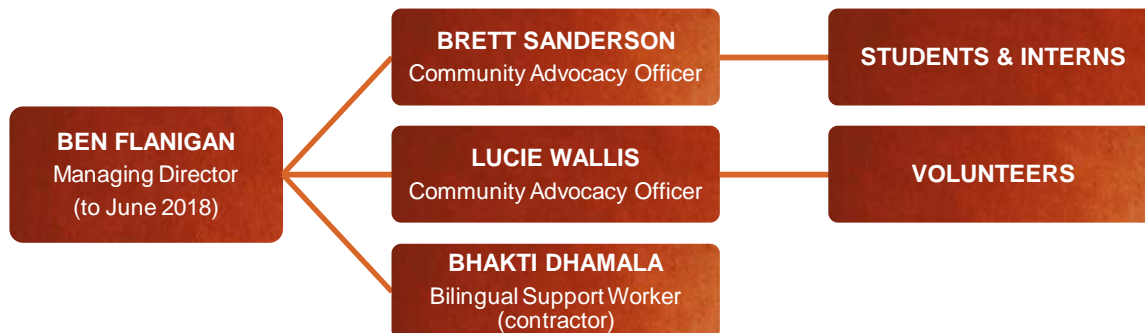 BEN FLANIGAN
Managing Director
(to June 2018)
BRETT SANDERSON
Community Advocacy Officer
LUCIE WALLIS
Community Advocacy Officer
BHAKTI DHAMALA
Bilingual Support Worker
(contractor)
STUDENTS & INTERNS
VOLUNTEERS